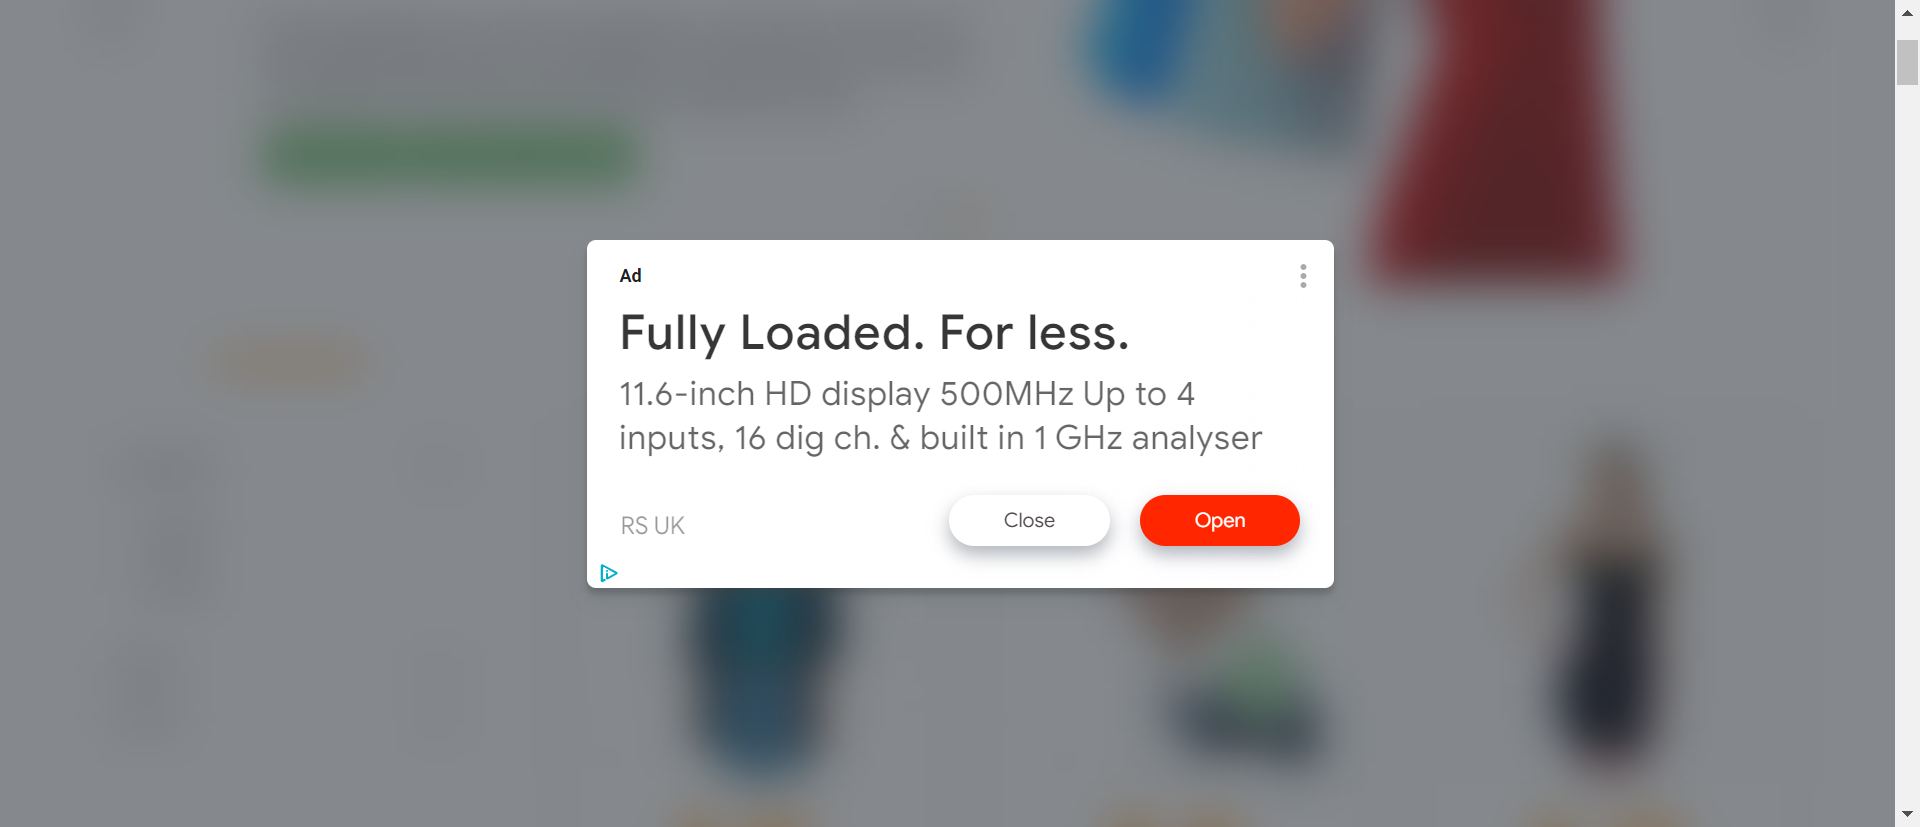 Ad
Fully Loaded. For less.
11.6-inch HD display 500MHz Up to 4
inputs, 16 dig ch. & built in 1 GHz analyser
RS UK
Close
Open